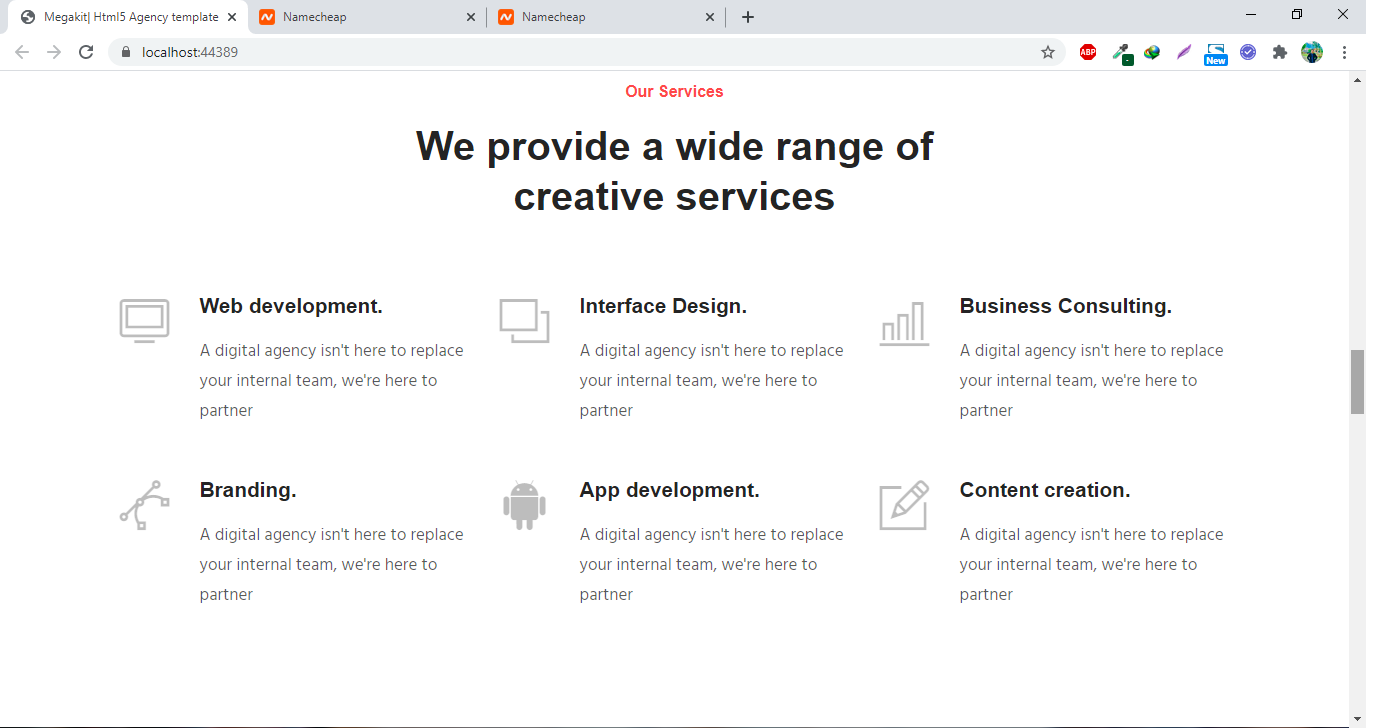 Megakit| Html5 Agency template
Namecheap
Namecheap
localhost:44389
ABP
New
Our Services
We provide a wide range of
creative services
Web development.
A digital agency isn't here to replace
your internal team, we're here to
partner
Interface Design.
A digital agency isn't here to replace
your internal team, we're here to
partner
Business Consulting.
A digital agency isn't here to replace
your internal team, we're here to
partner
Branding.
A digital agency isn't here to replace
your internal team, we're here to
partner
App development.
A digital agency isn't here to replace
your internal team, we're here to
partner
Content creation.
A digital agency isn't here to replace
your internal team, we're here to
partner